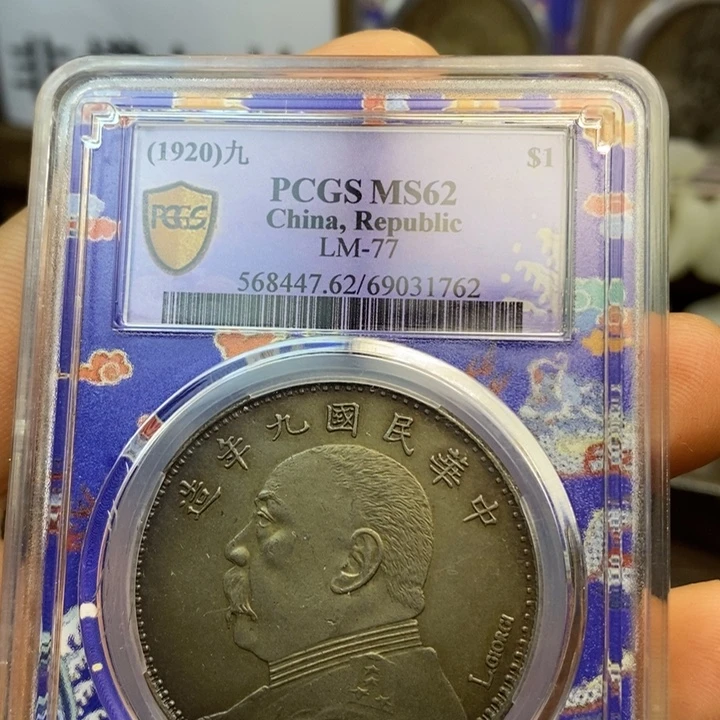 (1920)九 $1
PCGS MS62
PCGS
China, Republic
LM-77
568447.62/69031762
中華民國九年造
L.GIORGI